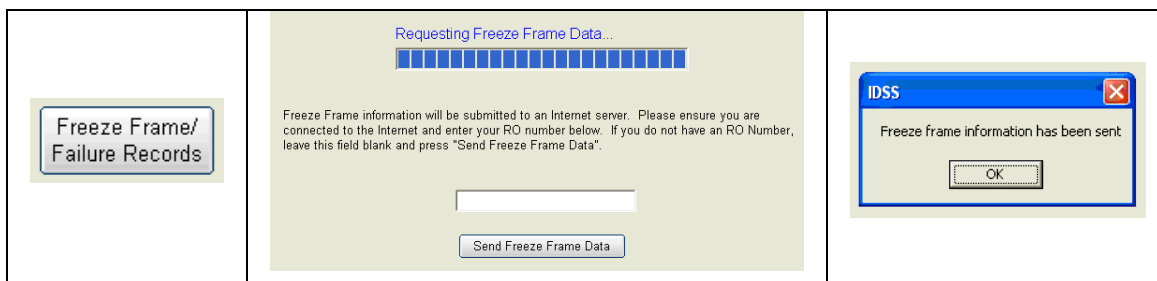 Freeze Frame/
Failure Records
Requesting Freeze Frame Data...
Freeze Frame information will be submitted to an Internet server.  Please ensure you are
connected to the Internet and enter your RO number below.  If you do not have an RO Number,
leave this field blank and press "Send Freeze Frame Data".
Send Freeze Frame Data
IDSS
Freeze frame information has been sent
OK